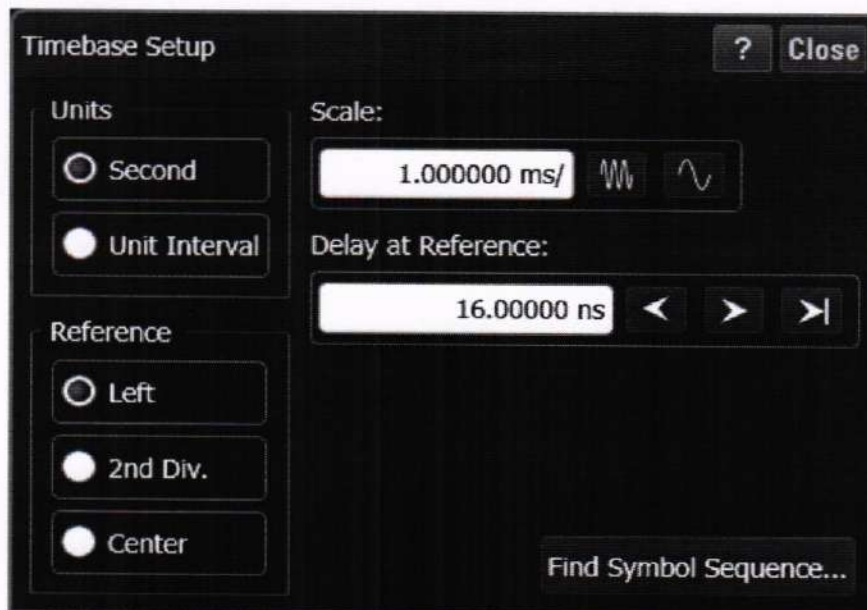 Timebase Setup
? Close
Units
Second
Unit Interval
Reference
Left
2nd Div.
Center
Scale:
1.000000 ms/
Delay at Reference:
16.00000 ns
Find Symbol Sequence...